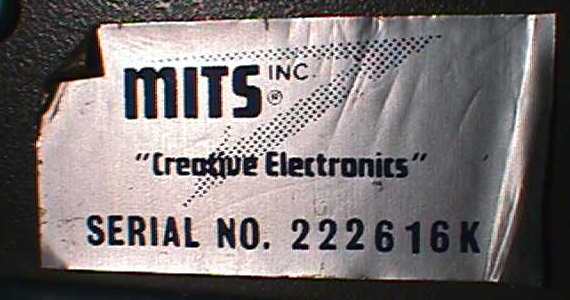 MITS INC.®
"Creative Electronics"
SERIAL NO. 222616K